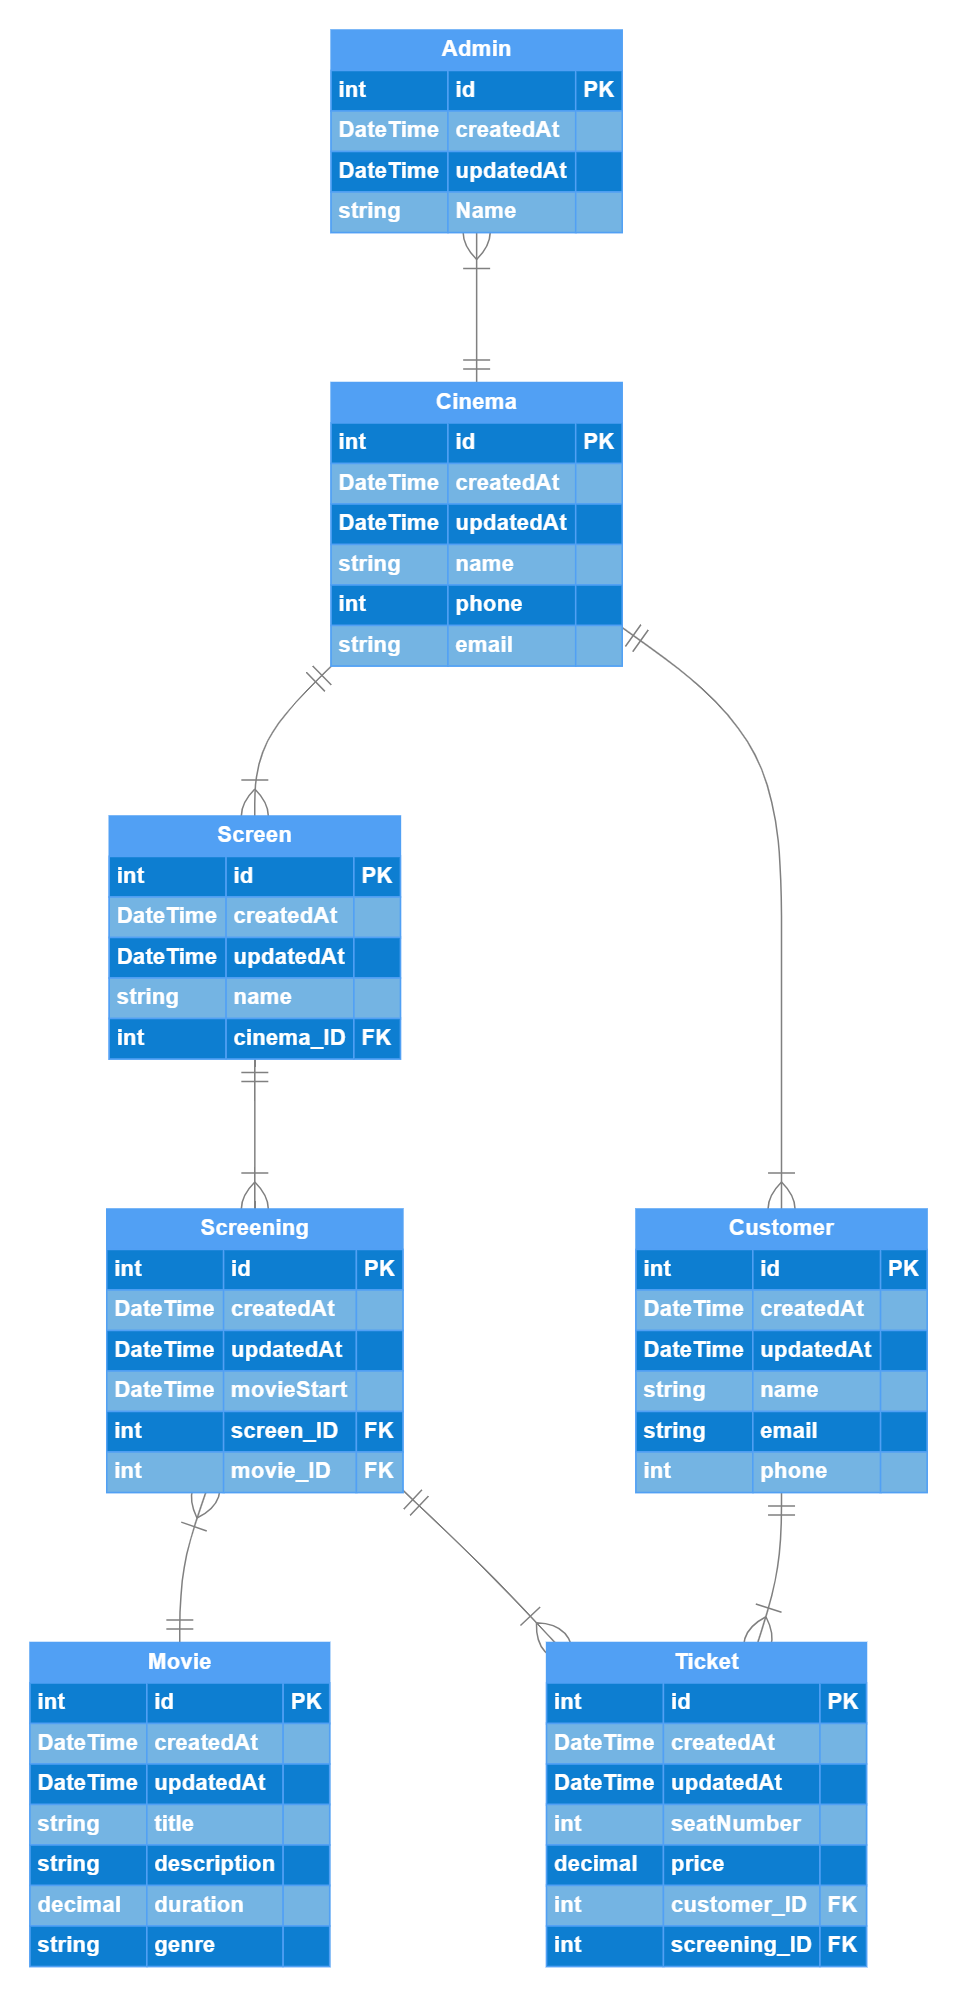 Admin
int id PK
DateTime createdAt
DateTime updatedAt
string Name
Cinema
int id PK
DateTime createdAt
DateTime updatedAt
string name
int phone
string email
Screen
int id PK
DateTime createdAt
DateTime updatedAt
string name
int cinema_ID FK
Screening
int id PK
DateTime createdAt
DateTime updatedAt
DateTime movieStart
int screen_ID FK
int movie_ID FK
Customer
int id PK
DateTime createdAt
DateTime updatedAt
string name
string email
int phone
Movie
int id PK
DateTime createdAt
DateTime updatedAt
string title
string description
decimal duration
string genre
Ticket
int id PK
DateTime createdAt
DateTime updatedAt
int seatNumber
decimal price
int customer_ID FK
int screening_ID FK